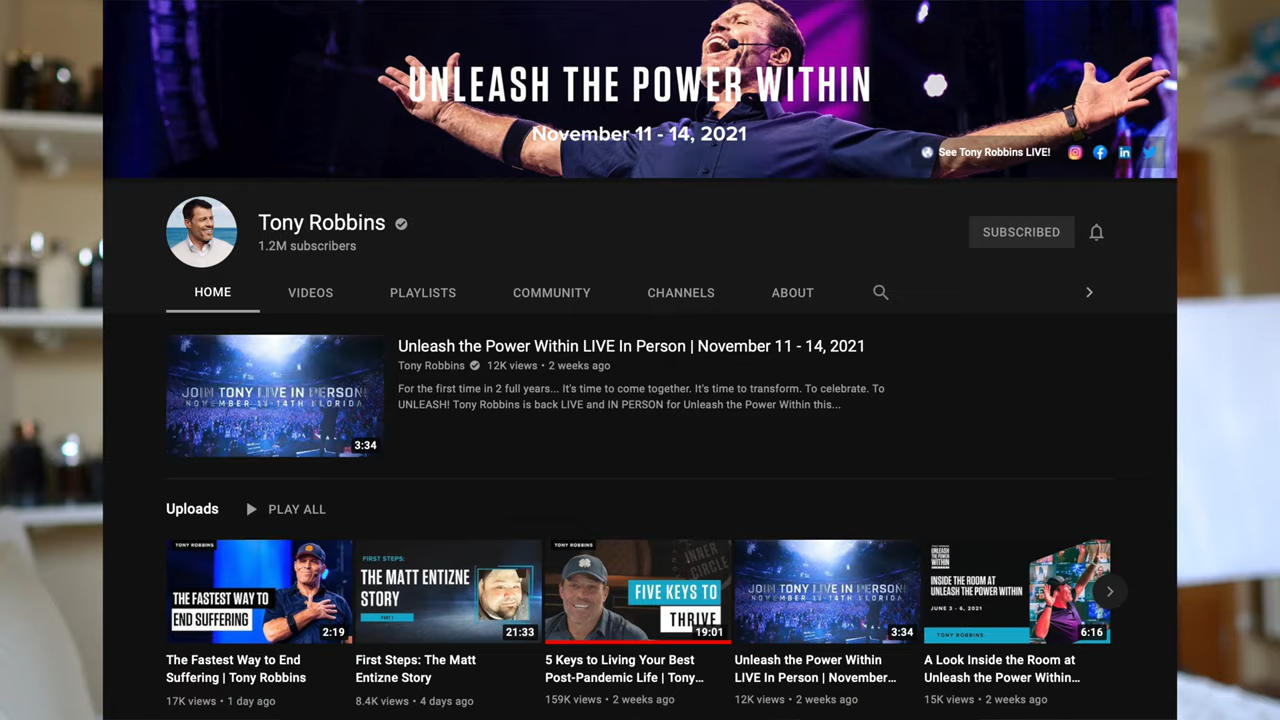 UNLEASH THE POWER WITHIN
November 11 - 14, 2021
See Tony Robbins LIVE!
Tony Robbins
1.2M subscribers
SUBSCRIBED
HOME VIDEOS PLAYLISTS COMMUNITY CHANNELS ABOUT
JOIN TONY LIVE IN PERSON!
NOVEMBER 11-14TH FLORIDA
3:34
Unleash the Power Within LIVE In Person | November 11 - 14, 2021
Tony Robbins 12K views • 2 weeks ago
For the first time in 2 full years... It's time to come together. It's time to transform. To celebrate. To
UNLEASH! Tony Robbins is back LIVE and IN PERSON for Unleash the Power Within this...
Uploads PLAY ALL
TONY ROBBINS
THE FASTEST WAY TO
END SUFFERING
2:19
The Fastest Way to End
Suffering | Tony Robbins
17K views • 1 day ago
FIRST STEPS:
THE MATT ENTIZNE
STORY
PART 1
21:33
First Steps: The Matt
Entizne Story
8.4K views • 4 days ago
TONY ROBBINS
INNER
CIRCLE
FIVE KEYS TO
THRIVE
19:01
5 Keys to Living Your Best
Post-Pandemic Life | Tony...
159K views • 2 weeks ago
JOIN TONY LIVE IN PERSON!
NOVEMBER 11-14TH FLORIDA
3:34
Unleash the Power Within
LIVE In Person | November...
12K views • 2 weeks ago
UNLEASH
THE POWER
WITHIN
INSIDE THE ROOM AT
UNLEASH THE POWER WITHIN
JUNE 3 - 6, 2021
TONY ROBBINS
6:16
A Look Inside the Room at
Unleash the Power Within...
15K views • 2 weeks ago